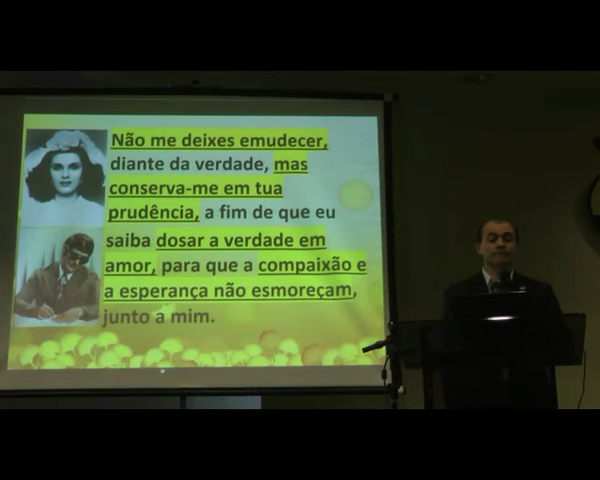 Não me deixes emudecer,
diante da verdade, mas
conserva-me em tua
prudência, a fim de que eu
saiba dosar a verdade em
amor, para que a compaixão e
a esperança não esmoreçam,
junto a mim.